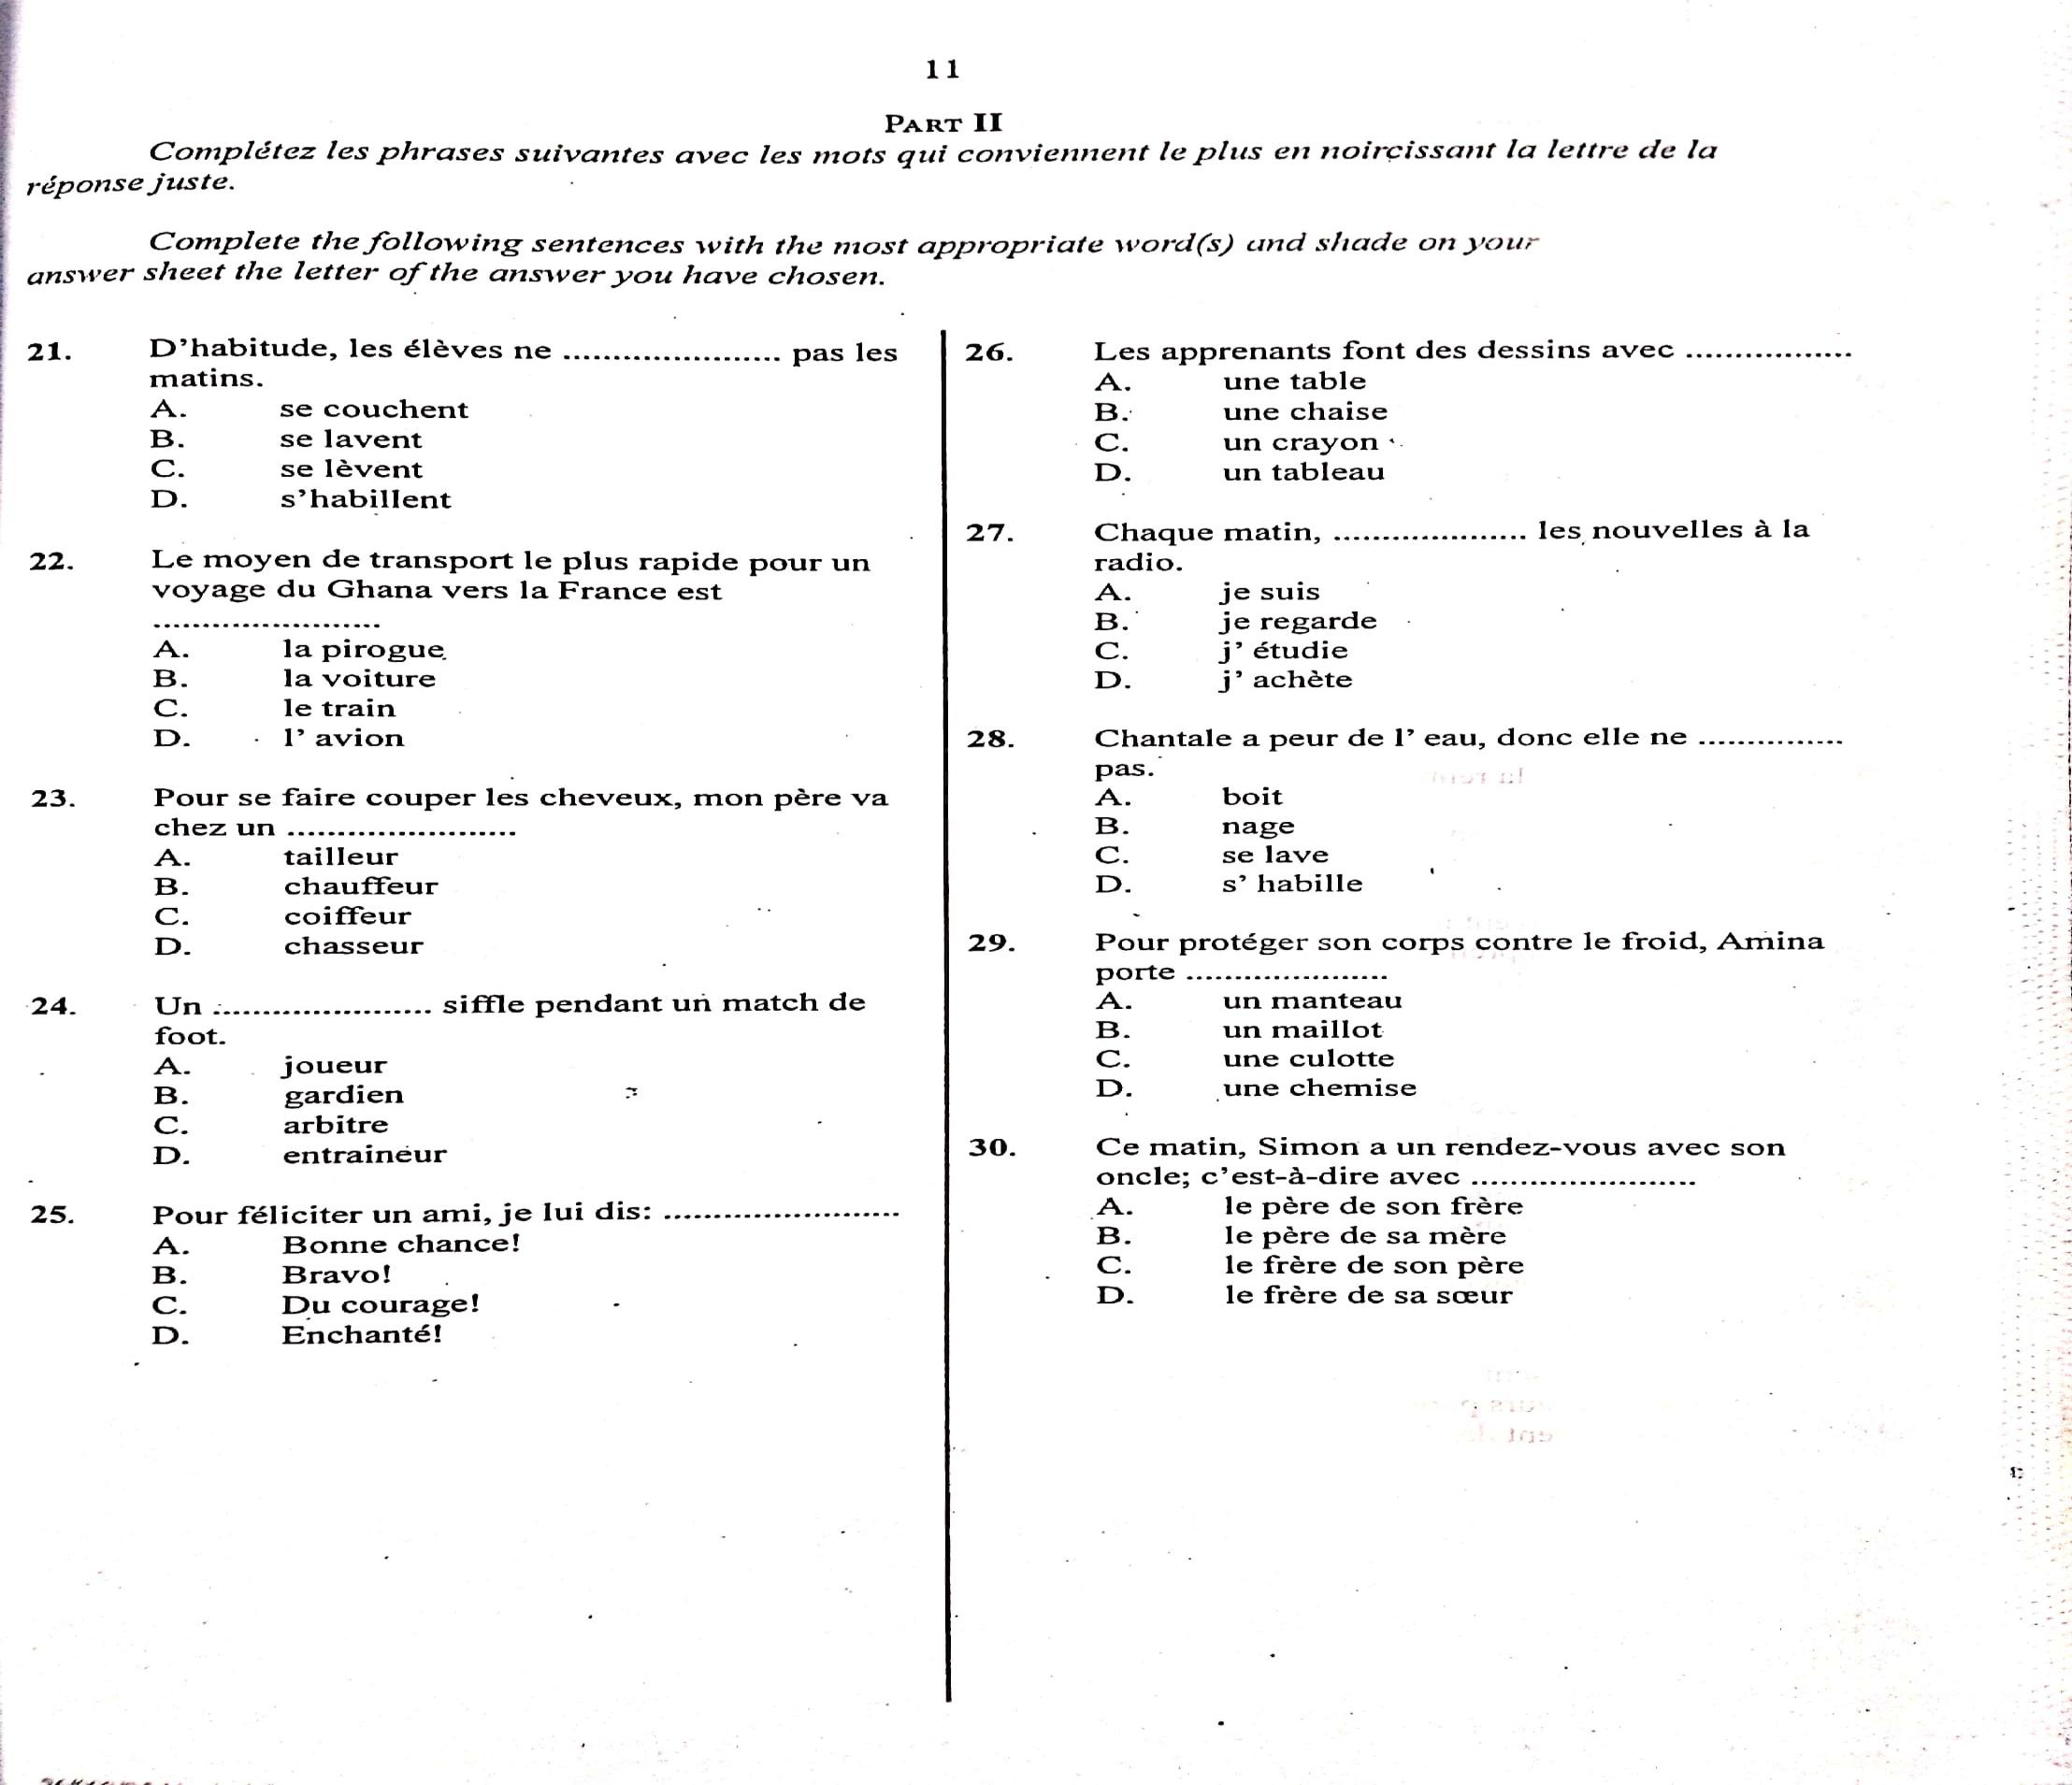 11
PART II
Complétez les phrases suivantes avec les mots qui conviennent le plus en noirçissant la lettre de la
réponse juste.
Complete the following sentences with the most appropriate word(s) and shade on your
answer sheet the letter of the answer you have chosen.
21. D'habitude, les élèves ne ...................... pas les
matins.
A. se couchent
B. se lavent
C. se lèvent
D. s'habillent
22. Le moyen de transport le plus rapide pour un
voyage du Ghana vers la France est
.......................
A. la pirogue
B. la voiture
C. le train
D. l' avion
23. Pour se faire couper les cheveux, mon père va
chez un .......................
A. tailleur
B. chauffeur
C. coiffeur
D. chasseur
24. Un ...................... siffle pendant un match de
foot.
A. joueur
B. gardien
C. arbitre
D. entraineur
25. Pour féliciter un ami, je lui dis: ........................
A. Bonne chance!
B. Bravo!
C. Du courage!
D. Enchanté!
26. Les apprenants font des dessins avec .................
A. une table
B. une chaise
C. un crayon
D. un tableau
27. Chaque matin, ................... les nouvelles à la
radio.
A. je suis
B. je regarde
C. j' étudie
D. j' achète
28. Chantale a peur de l' eau, donc elle ne ...............
pas.
A. boit
B. nage
C. se lave
D. s' habille
29. Pour protéger son corps contre le froid, Amina
porte ....................
A. un manteau
B. un maillot
C. une culotte
D. une chemise
30. Ce matin, Simon a un rendez-vous avec son
oncle; c'est-à-dire avec .......................
A. le père de son frère
B. le père de sa mère
C. le frère de son père
D. le frère de sa sœur